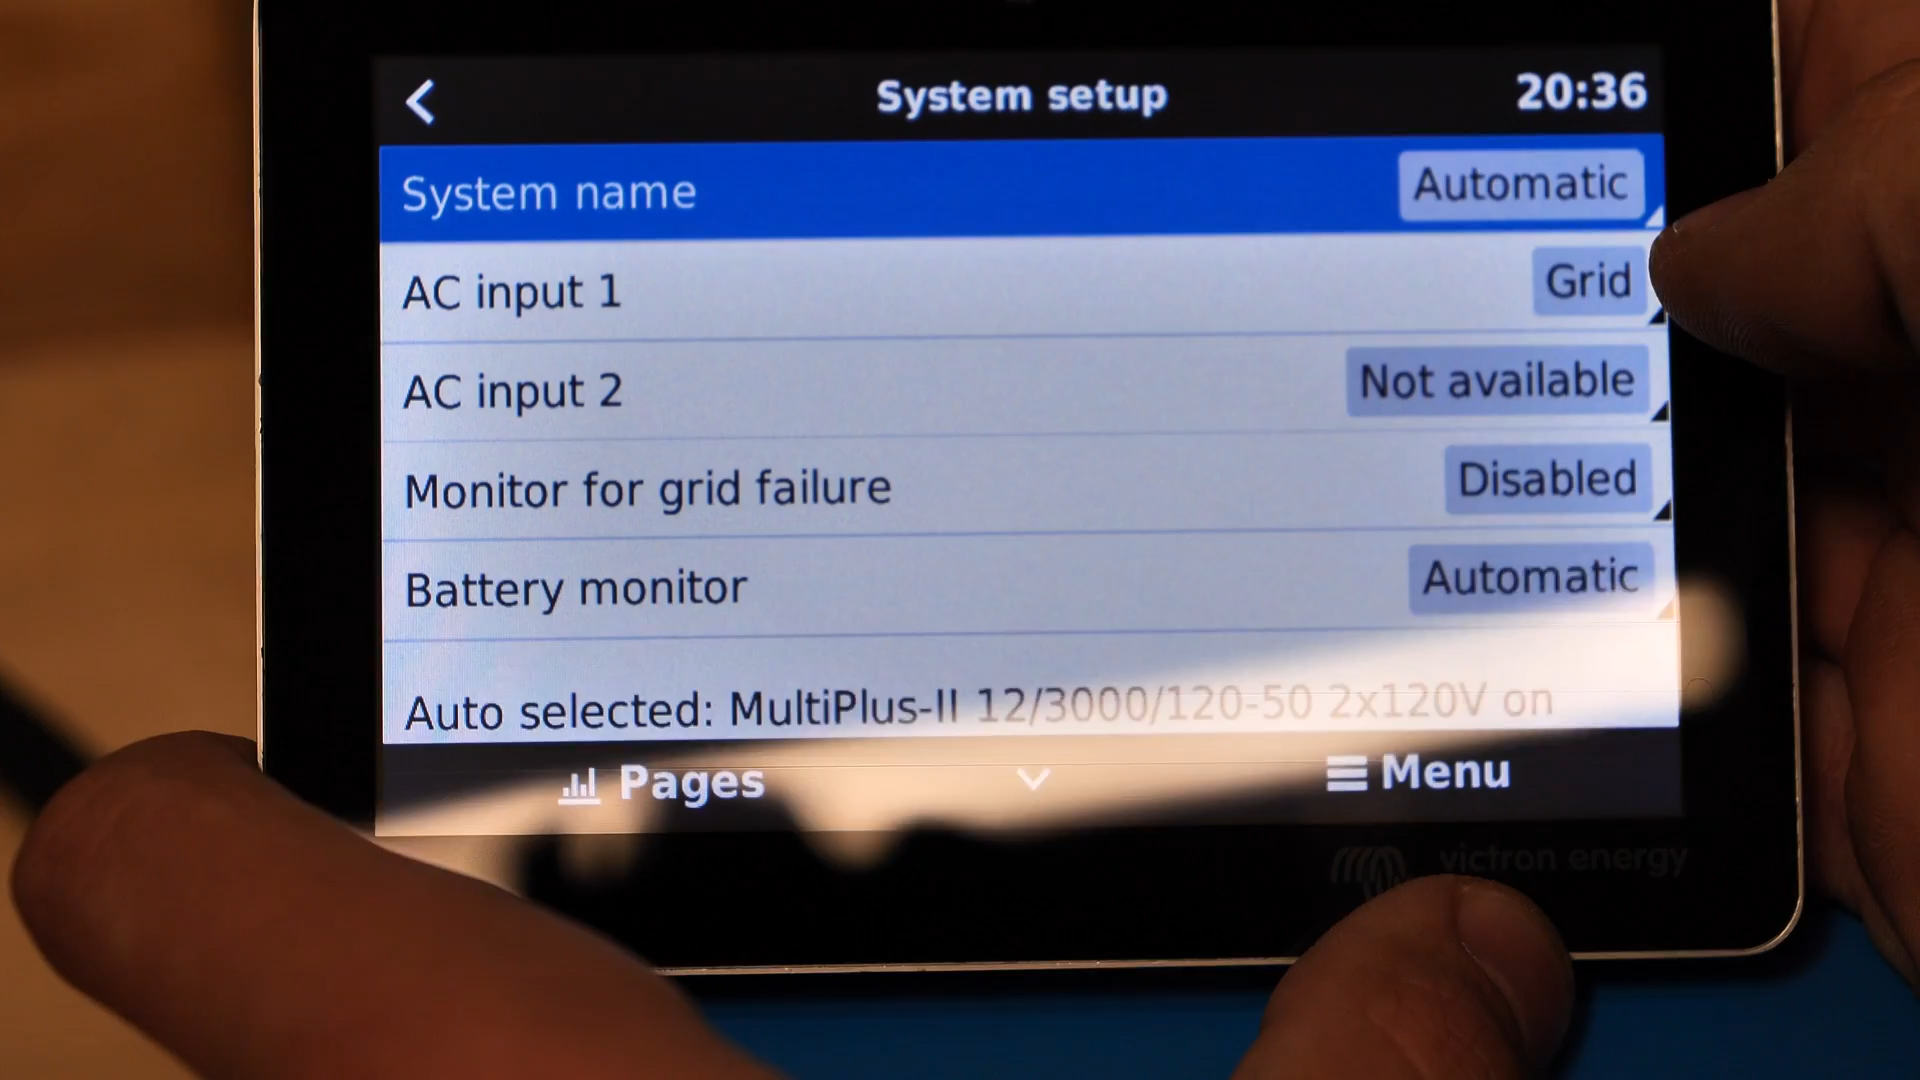 System setup
20:36
System name
Automatic
AC input 1
Grid
AC input 2
Not available
Monitor for grid failure
Disabled
Battery monitor
Automatic
Auto selected: MultiPlus-II 12/3000/120-50 2x120V on
Pages
Menu
victron energy